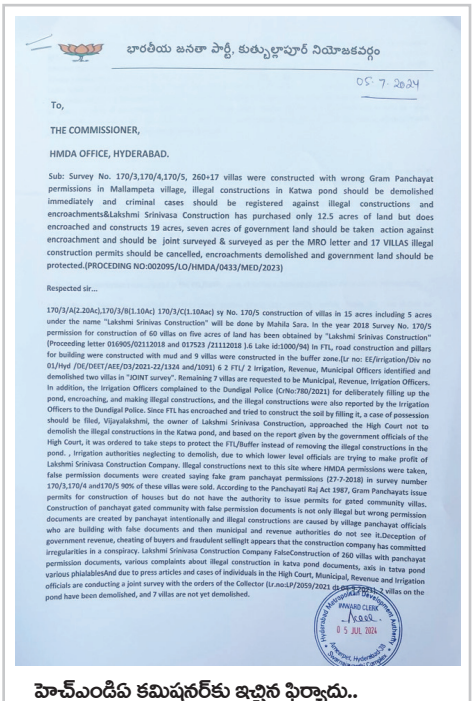 భారతీయ జనతా పార్టీ, కుత్బుల్లాపూర్ నియోజకవర్గం
05-7-2024
To,
THE COMMISSIONER,
HMDA OFFICE, HYDERABAD.
Sub: Survey No. 170/3,170/4,170/5, 260+17 villas were constructed with wrong Gram Panchayat
permissions in Mallampeta village, illegal constructions in Katwa pond should be demolished
immediately and criminal cases should be registered against illegal constructions and
encroachments&Lakshmi Srinivasa Construction has purchased only 12.5 acres of land but does
encroached and constructs 19 acres, seven acres of government land should be taken action against
encroachment and should be joint surveyed & surveyed as per the MRO letter and 17 VILLAS illegal
construction permits should be cancelled, encroachments demolished and government land should be
protected.(PROCEDING NO:002095/LO/HMDA/0433/MED/2023)
Respected sir...
170/3/A(2.20Ac),170/3/B(1.10Ac) 170/3/C(1.10Aac) sy No. 170/5 construction of villas in 15 acres including 5 acres
under the name "Lakshmi Srinivas Construction" will be done by Mahila Sara. In the year 2018 Survey No. 170/5
permission for construction of 60 villas on five acres of land has been obtained by "Lakshmi Srinivas Construction"
(Proceeding letter 016905/02112018 and 017523 /21112018 ).6 Lake id:1000/94) In FTL, road construction and pillars
for building were constructed with mud and 9 villas were constructed in the buffer zone.(Lr no: EE/Irrigation/Div no
01/Hyd /DE/DEET/AEE/D3/2021-22/1324 and/1091) 6 2 FTL/ 2 Irrigation, Revenue, Municipal Officers identified and
demolished two villas in "JOINT survey". Remaining 7 villas are requested to be Municipal, Revenue, Irrigation Officers.
In addition, the Irrigation Officers complained to the Dundigal Police (CrNo:780/2021) for deliberately filling up the
pond, encroaching, and making illegal constructions, and the illegal constructions were also reported by the Irrigation
Officers to the Dundigal Police. Since FTL has encroached and tried to construct the soil by filling it, a case of possession
should be filed, Vijayalakshmi, the owner of Lakshmi Srinivas Construction, approached the High Court not to
demolish the illegal constructions in the Katwa pond, and based on the report given by the government officials of the
High Court, it was ordered to take steps to protect the FTL/Buffer instead of removing the illegal constructions in the
pond. , Irrigation authorities neglecting to demolish, due to which lower level officials are trying to make profit of
Lakshmi Srinivasa Construction Company. Illegal constructions next to this site where HMDA permissions were taken,
false permission documents were created saying fake gram panchayat permissions (27-7-2018) in survey number
170/3,170/4 and170/5 90% of these villas were sold. According to the Panchayati Raj Act 1987, Gram Panchayats issue
permits for construction of houses but do not have the authority to issue permits for gated community villas.
Construction of panchayat gated community with false permission documents is not only illegal but wrong permission
documents are created by panchayat intentionally and illegal constructions are caused by village panchayat officials
who are building with false documents and then municipal and revenue authorities do not see it.Deception of
government revenue, cheating of buyers and fraudulent sellingIt appears that the construction company has committed
irregularities in a conspiracy. Lakshmi Srinivasa Construction Company FalseConstruction of 260 villas with panchayat
permission documents, various complaints about illegal construction in katva pond documents, axis in tatva pond
various phialablesAnd due to press articles and cases of individuals in the High Court, Municipal, Revenue and Irrigation
officials are conducting a joint survey with the orders of the Collector (Lr.no:LP/2059/2021 2 villas on the
pond have been demolished, and 7 villas are not yet demolished.
Hyderabad Metropolitan Development Authority
INWARD CLERK
05 JUL 2024
Ameerpet, Hyderabad
Swarnajayanthi Complex
హెచ్ఎండిఏ కమిషనర్‌కు ఇచ్చిన ఫిర్యాదు..